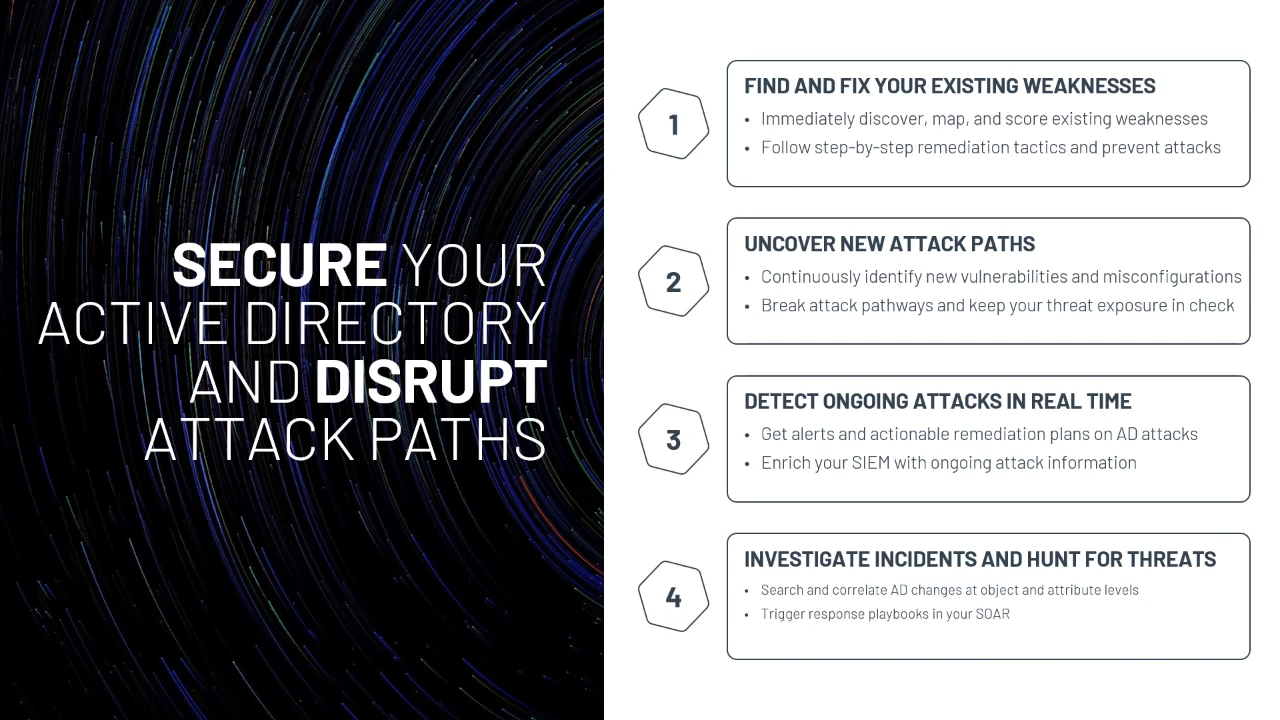 SECURE YOUR
ACTIVE DIRECTORY
AND DISRUPT
ATTACK PATHS
1
FIND AND FIX YOUR EXISTING WEAKNESSES
• Immediately discover, map, and score existing weaknesses
• Follow step-by-step remediation tactics and prevent attacks
2
UNCOVER NEW ATTACK PATHS
• Continuously identify new vulnerabilities and misconfigurations
• Break attack pathways and keep your threat exposure in check
3
DETECT ONGOING ATTACKS IN REAL TIME
• Get alerts and actionable remediation plans on AD attacks
• Enrich your SIEM with ongoing attack information
4
INVESTIGATE INCIDENTS AND HUNT FOR THREATS
• Search and correlate AD changes at object and attribute levels
• Trigger response playbooks in your SOAR